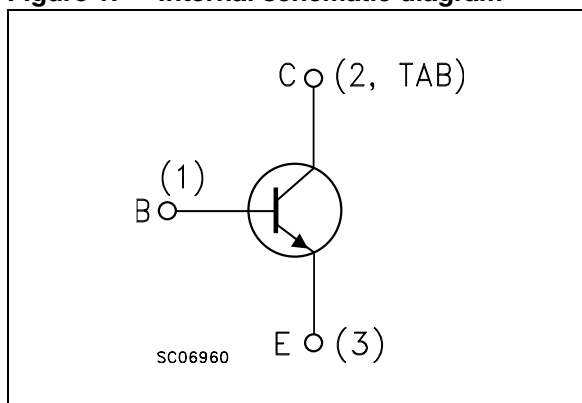 Figure 1. Internal schematic diagram
C (2, TAB)
(1)
B
E (3)
SC06960